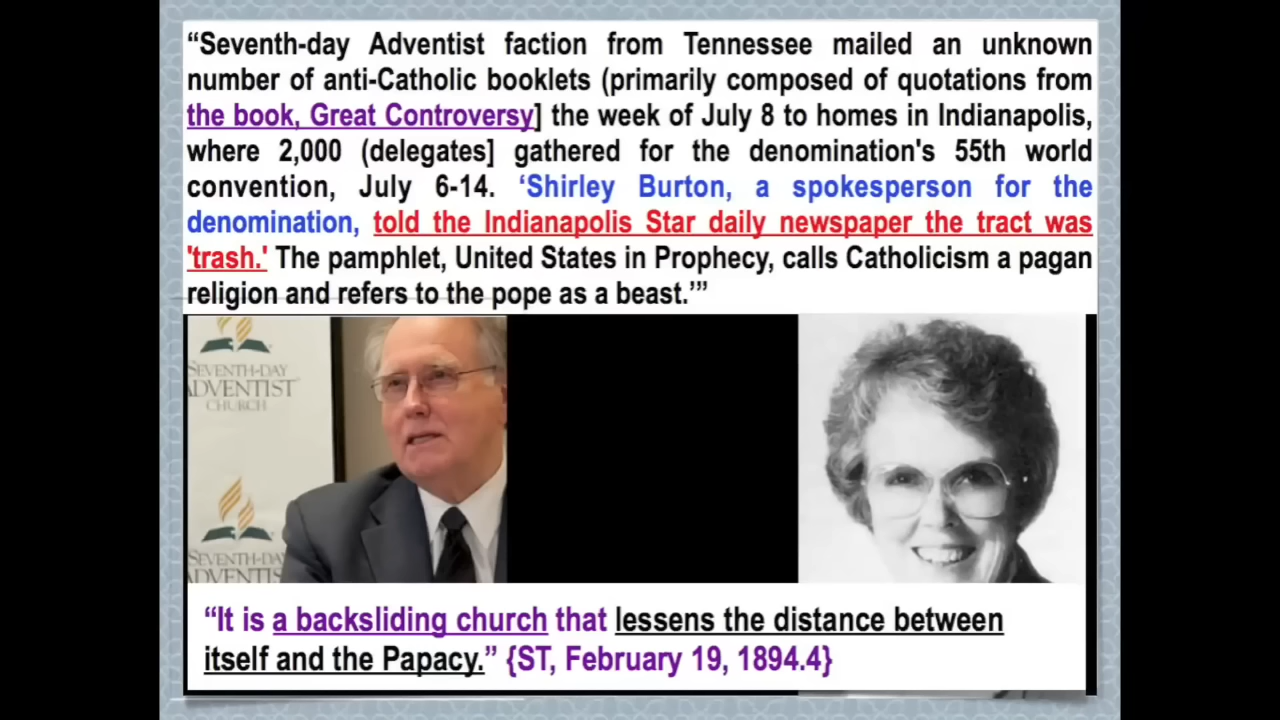 “Seventh-day Adventist faction from Tennessee mailed an unknown
number of anti-Catholic booklets (primarily composed of quotations from
the book, Great Controversy] the week of July 8 to homes in Indianapolis,
where 2,000 (delegates] gathered for the denomination's 55th world
convention, July 6-14. ‘Shirley Burton, a spokesperson for the
denomination, told the Indianapolis Star daily newspaper the tract was
'trash.' The pamphlet, United States in Prophecy, calls Catholicism a pagan
religion and refers to the pope as a beast.’”
SEVENTH-DAY
ADVENTIST
CHURCH
SEVENTH-DAY
ADVENTIST
“It is a backsliding church that lessens the distance between
itself and the Papacy.” {ST, February 19, 1894.4}